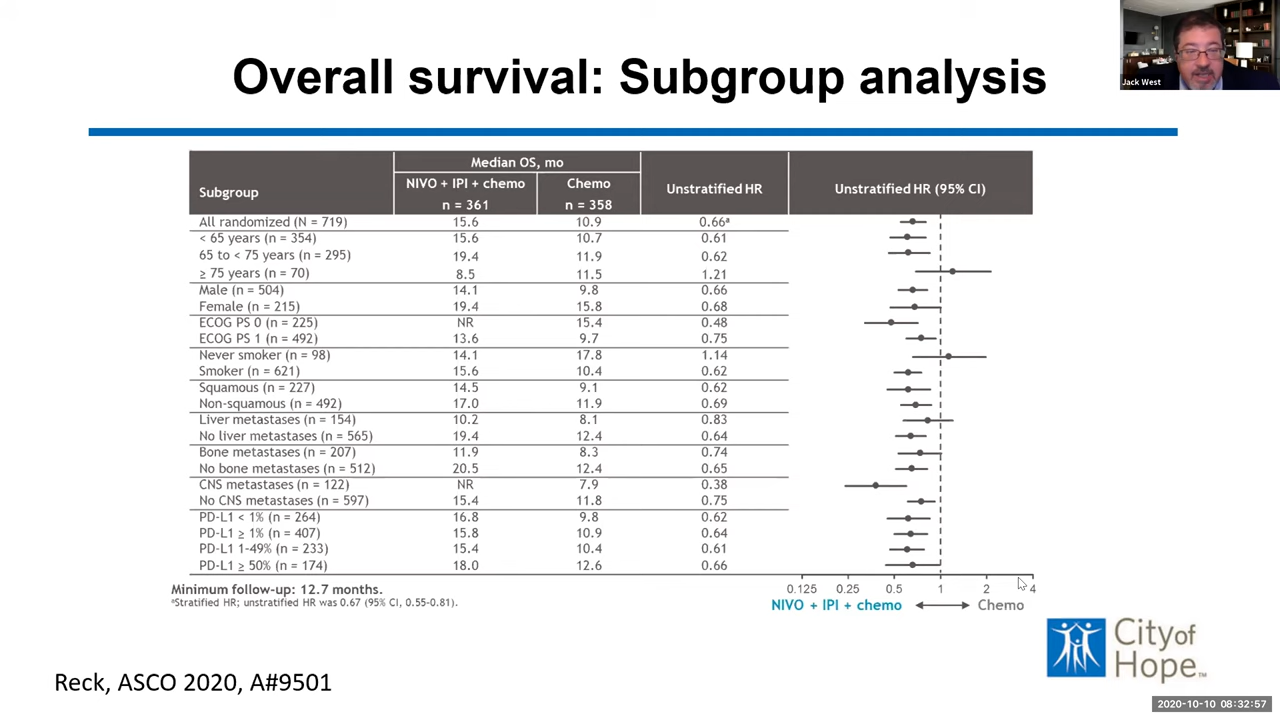 Jack West
Overall survival: Subgroup analysis
Subgroup Median OS, mo Unstratified HR Unstratified HR (95% CI)
NIVO + IPI + chemo n = 361 Chemo n = 358
All randomized (N = 719) 15.6 10.9 0.66ª
< 65 years (n = 354) 15.6 10.7 0.61
65 to < 75 years (n = 295) 19.4 11.9 0.62
≥ 75 years (n = 70) 8.5 11.5 1.21
Male (n = 504) 14.1 9.8 0.66
Female (n = 215) 19.4 15.8 0.68
ECOG PS 0 (n = 225) NR 15.4 0.48
ECOG PS 1 (n = 492) 13.6 9.7 0.75
Never smoker (n = 98) 14.1 17.8 1.14
Smoker (n = 621) 15.6 10.4 0.62
Squamous (n = 227) 14.5 9.1 0.62
Non-squamous (n = 492) 17.0 11.9 0.69
Liver metastases (n = 154) 10.2 8.1 0.83
No liver metastases (n = 565) 19.4 12.4 0.64
Bone metastases (n = 207) 11.9 8.3 0.74
No bone metastases (n = 512) 20.5 12.4 0.65
CNS metastases (n = 122) NR 7.9 0.38
No CNS metastases (n = 597) 15.4 11.8 0.75
PD-L1 < 1% (n = 264) 16.8 9.8 0.62
PD-L1 ≥ 1% (n = 407) 15.8 10.9 0.64
PD-L1 1-49% (n = 233) 15.4 10.4 0.61
PD-L1 ≥ 50% (n = 174) 18.0 12.6 0.66
0.125 0.25 0.5 1 2 4
NIVO + IPI + chemo Chemo
Minimum follow-up: 12.7 months.
ªStratified HR; unstratified HR was 0.67 (95% CI, 0.55-0.81).
City of
Hope™
Reck, ASCO 2020, A#9501
2020-10-10 08:32:57